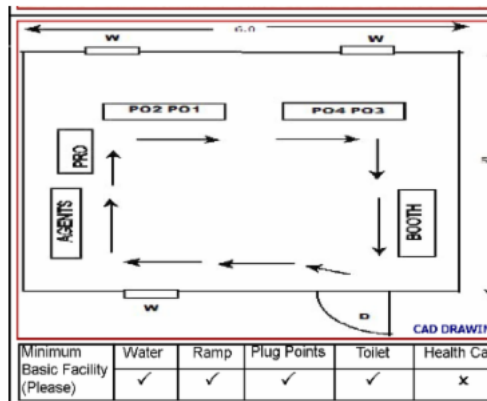 6.0
W W
PO2 PO1 PO4 PO3
PRO
AGENTS
BOOTH
W
D
CAD DRAWIN
Minimum Basic Facility (Please) Water Ramp Plug Points Toilet Health Ca
✓ ✓ ✓ ✓ x